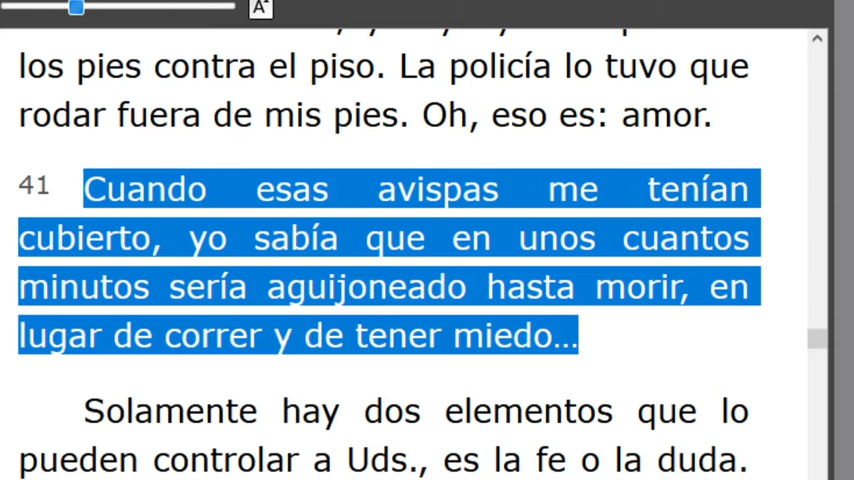 A
los pies contra el piso. La policía lo tuvo que
rodar fuera de mis pies. Oh, eso es: amor.
41 Cuando esas avispas me tenían
cubierto, yo sabía que en unos cuantos
minutos sería aguijoneado hasta morir, en
lugar de correr y de tener miedo...
Solamente hay dos elementos que lo
pueden controlar a Uds., es la fe o la duda.